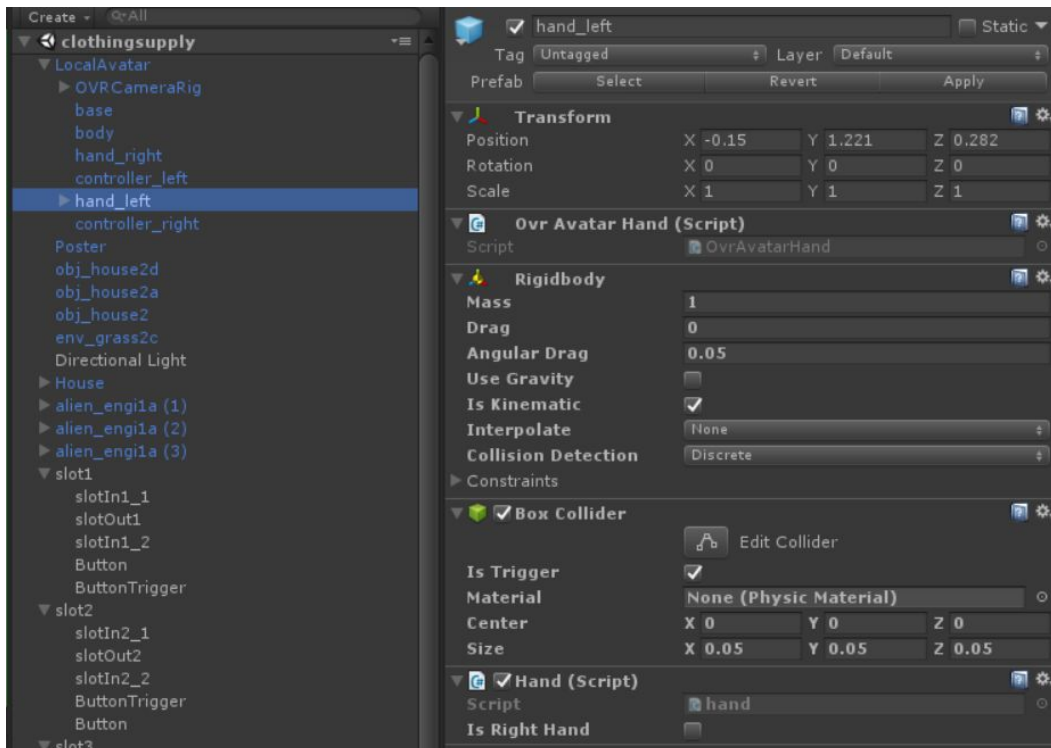 Create
All
clothingsupply
LocalAvatar
OVRCameraRig
base
body
hand_right
controller_left
hand_left
controller_right
Poster
obj_house2d
obj_house2a
obj_house2
env_grass2c
Directional Light
House
alien_engi1a (1)
alien_engi1a (2)
alien_engi1a (3)
slot1
slotIn1_1
slotOut1
slotIn1_2
Button
ButtonTrigger
slot2
slotIn2_1
slotOut2
slotIn2_2
ButtonTrigger
Button
slot3
hand_left Static
Tag Untagged Layer Default
Prefab Select Revert Apply
Transform
Position X -0.15 Y 1.221 Z 0.282
Rotation X 0 Y 0 Z 0
Scale X 1 Y 1 Z 1
Ovr Avatar Hand (Script)
Script OvrAvatarHand
Rigidbody
Mass 1
Drag 0
Angular Drag 0.05
Use Gravity
Is Kinematic
Interpolate None
Collision Detection Discrete
Constraints
Box Collider
Edit Collider
Is Trigger
Material None (Physic Material)
Center X 0 Y 0 Z 0
Size X 0.05 Y 0.05 Z 0.05
Hand (Script)
Script hand
Is Right Hand